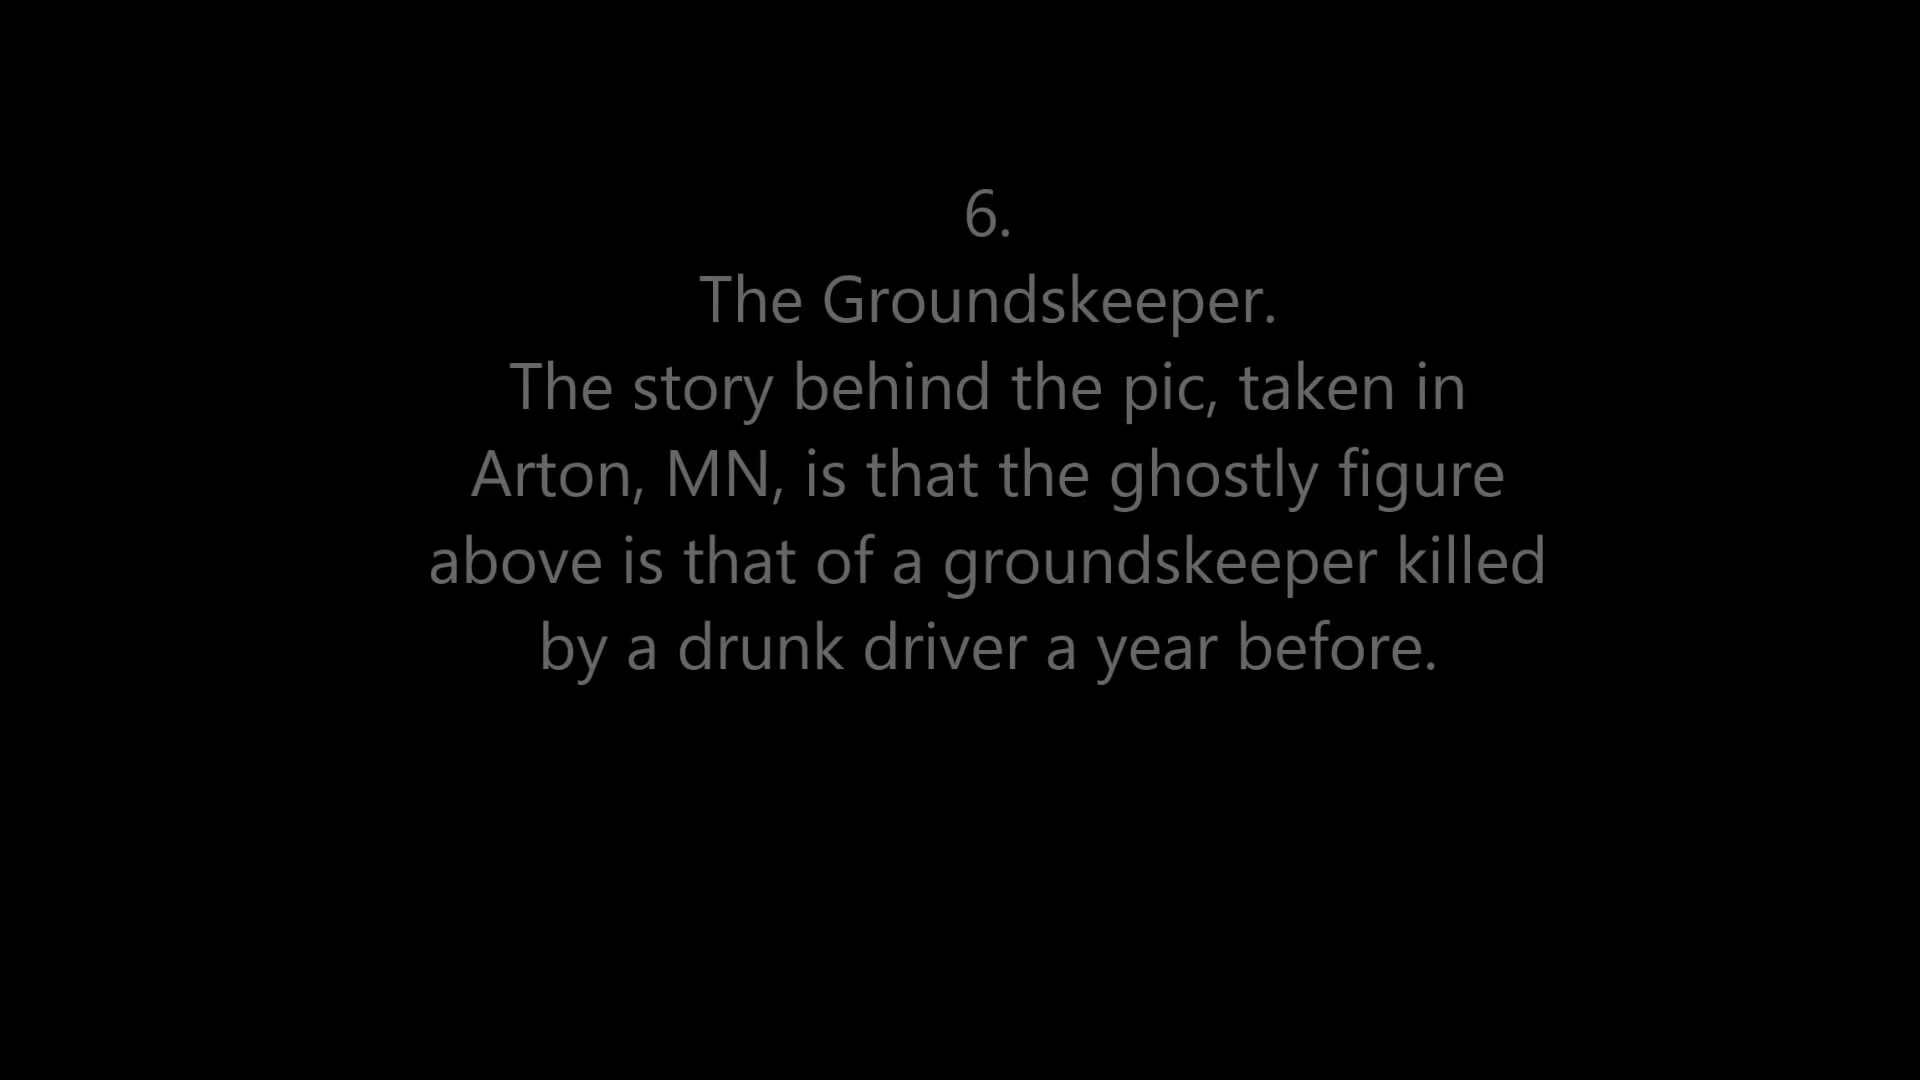 6.
The Groundskeeper.
The story behind the pic, taken in
Arton, MN, is that the ghostly figure
above is that of a groundskeeper killed
by a drunk driver a year before.